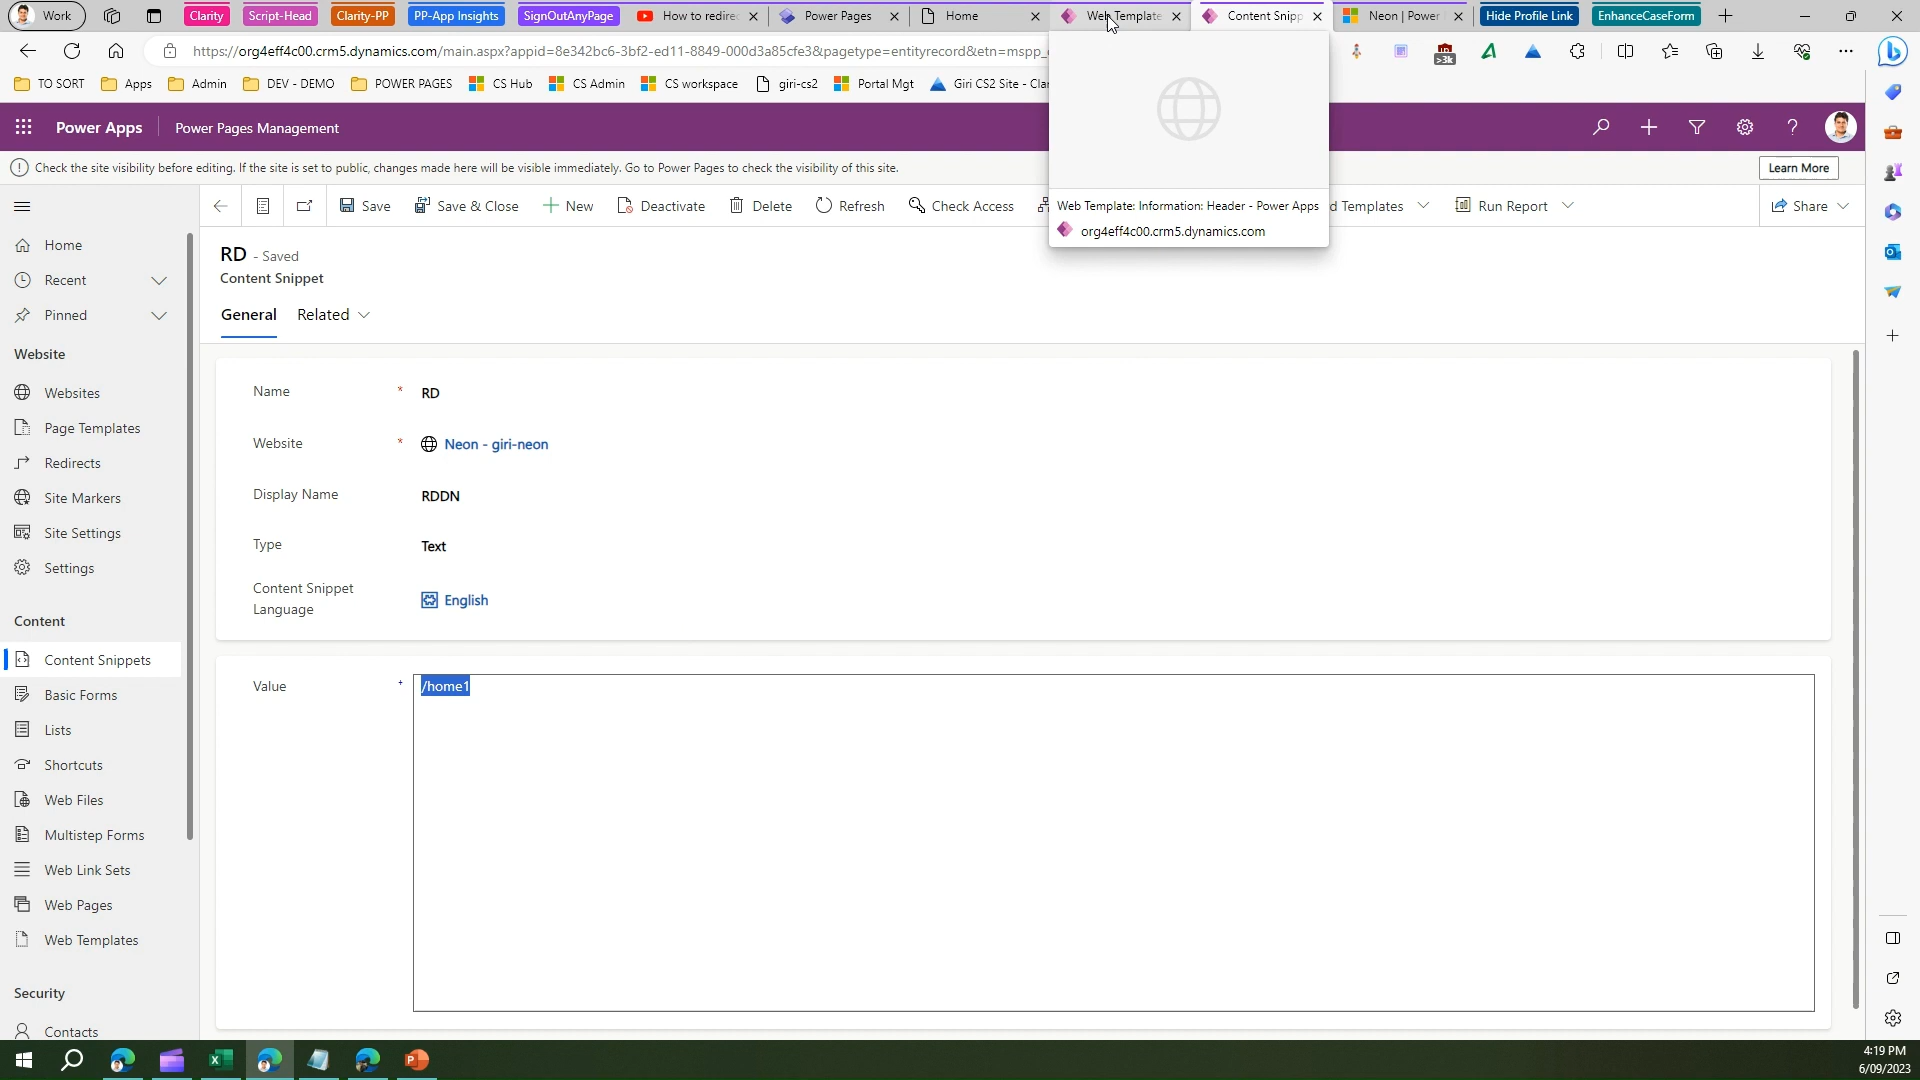 Work
Clarity
Script-Head
Clarity-PP
PP-App Insights
SignOutAnyPage
How to redirec
Power Pages
Home
Web Template
Content Snipp
Neon | Power
Hide Profile Link
EnhanceCaseForm
https://org4eff4c00.crm5.dynamics.com/main.aspx?appid=8e342bc6-3bf2-ed11-8849-000d3a85cfe3&pagetype=entityrecord&etn=mspp_
>3k
TO SORT
Apps
Admin
DEV - DEMO
POWER PAGES
CS Hub
CS Admin
CS workspace
giri-cs2
Portal Mgt
Giri CS2 Site - Cla
Power Apps
Power Pages Management
Check the site visibility before editing. If the site is set to public, changes made here will be visible immediately. Go to Power Pages to check the visibility of this site.
Learn More
Save
Save & Close
New
Deactivate
Delete
Refresh
Check Access
d Templates
Run Report
Share
Web Template: Information: Header - Power Apps
org4eff4c00.crm5.dynamics.com
Home
Recent
Pinned
Website
Websites
Page Templates
Redirects
Site Markers
Site Settings
Settings
Content
Content Snippets
Basic Forms
Lists
Shortcuts
Web Files
Multistep Forms
Web Link Sets
Web Pages
Web Templates
Security
Contacts
RD - Saved
Content Snippet
General
Related
Name * RD
Website * Neon - giri-neon
Display Name RDDN
Type Text
Content Snippet
Language
English
Value + /home1
4:19 PM
6/09/2023